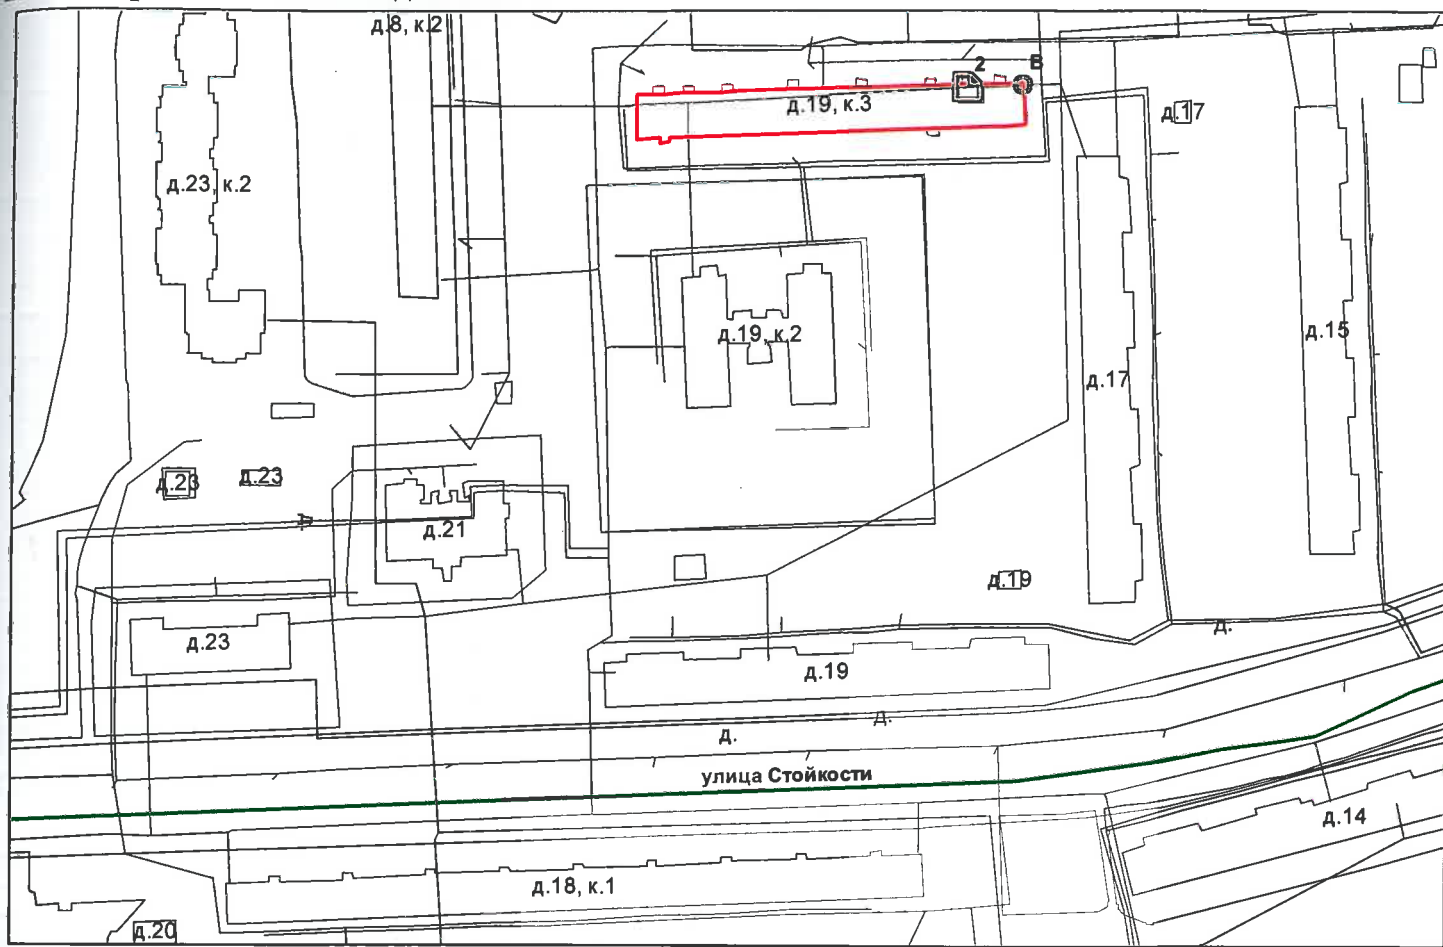 д.8, к.2
2
В
д.19, к.3
д.17
д.23, к.2
д.19, к.2
д.15
д.17
д.23
д.23
д.21
д.19
д.
д.23
д.19
д.
д.
улица Стойкости
д.14
д.18, к.1
д.20